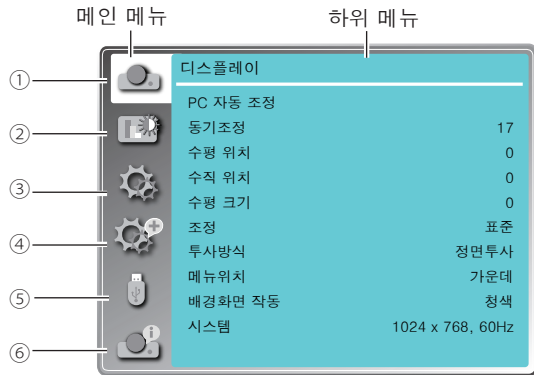 메인 메뉴
하위 메뉴
① 
②
③
④
⑤
⑥
디스플레이
PC 자동 조정
동기조정 17
수평 위치 0
수직 위치 0
수평 크기 0
조정 표준
투사방식 정면투사
메뉴위치 가운데
배경화면 작동 청색
시스템 1024 x 768, 60Hz